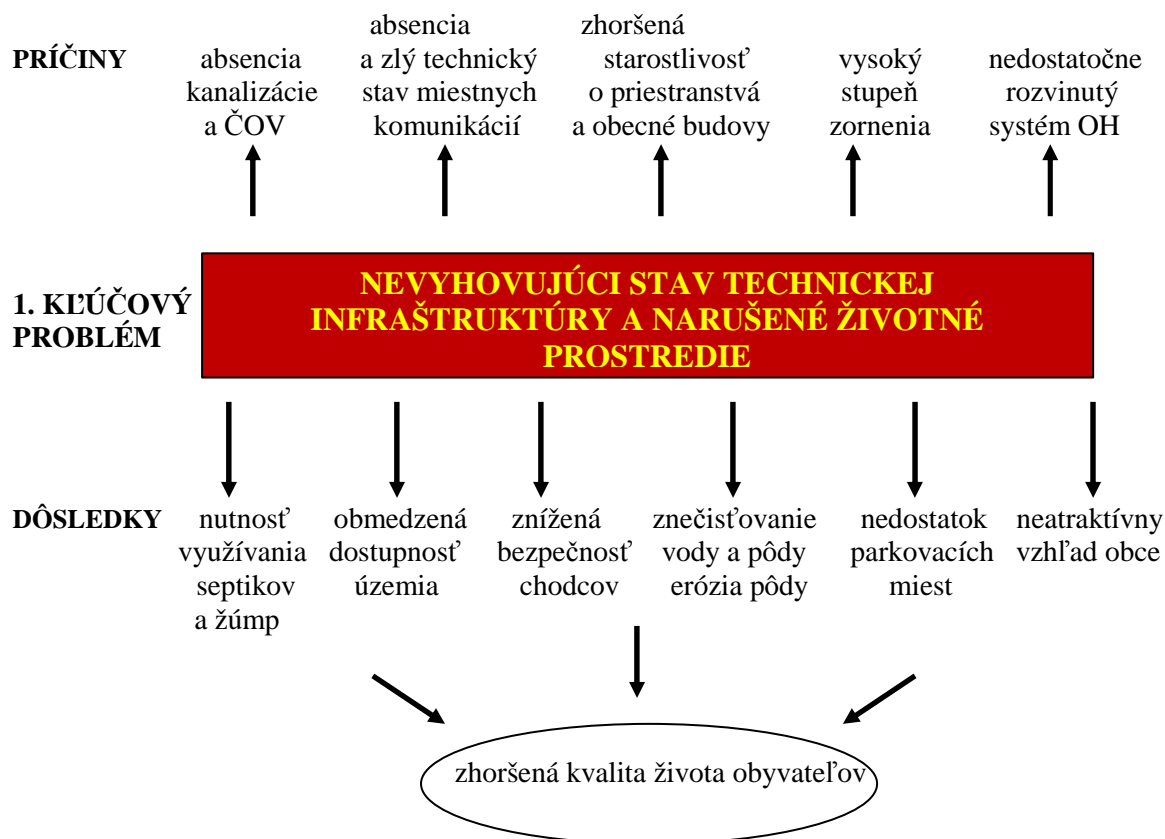 PRÍČINY
absencia
kanalizácie
a ČOV
absencia
a zlý technický
stav miestnych
komunikácií
zhoršená
starostlivosť
o priestranstvá
a obecné budovy
vysoký
stupeň
zornenia
nedostatočne
rozvinutý
systém OH
1. KĽÚČOVÝ
PROBLÉM
NEVYHOVUJÚCI STAV TECHNICKEJ
INFRAŠTRUKTÚRY A NARUŠENÉ ŽIVOTNÉ
PROSTREDIE
DÔSLEDKY
nutnosť
využívania
septikov
a žúmp
obmedzená
dostupnosť
územia
znížená
bezpečnosť
chodcov
znečisťovanie
vody a pôdy
erózia pôdy
nedostatok
parkovacích
miest
neatraktívny
vzhľad obce
zhoršená kvalita života obyvateľov